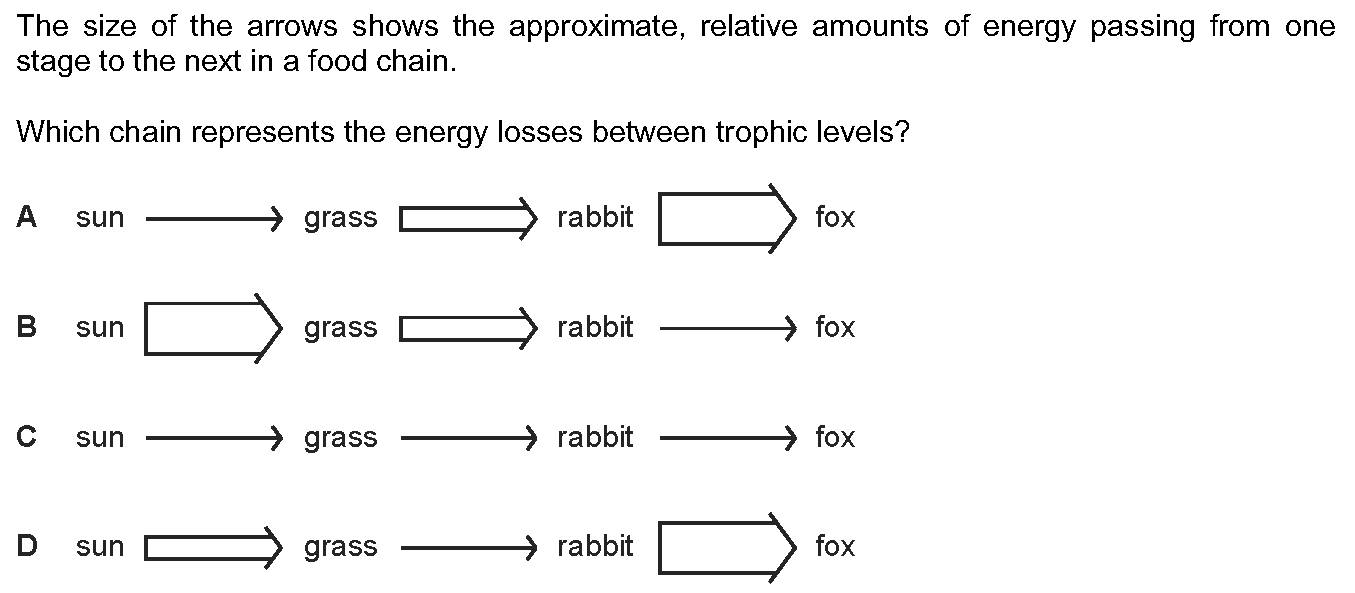 The size of the arrows shows the approximate, relative amounts of energy passing from one
stage to the next in a food chain.
Which chain represents the energy losses between trophic levels?
A sun grass rabbit fox
B sun grass rabbit fox
C sun grass rabbit fox
D sun grass rabbit fox